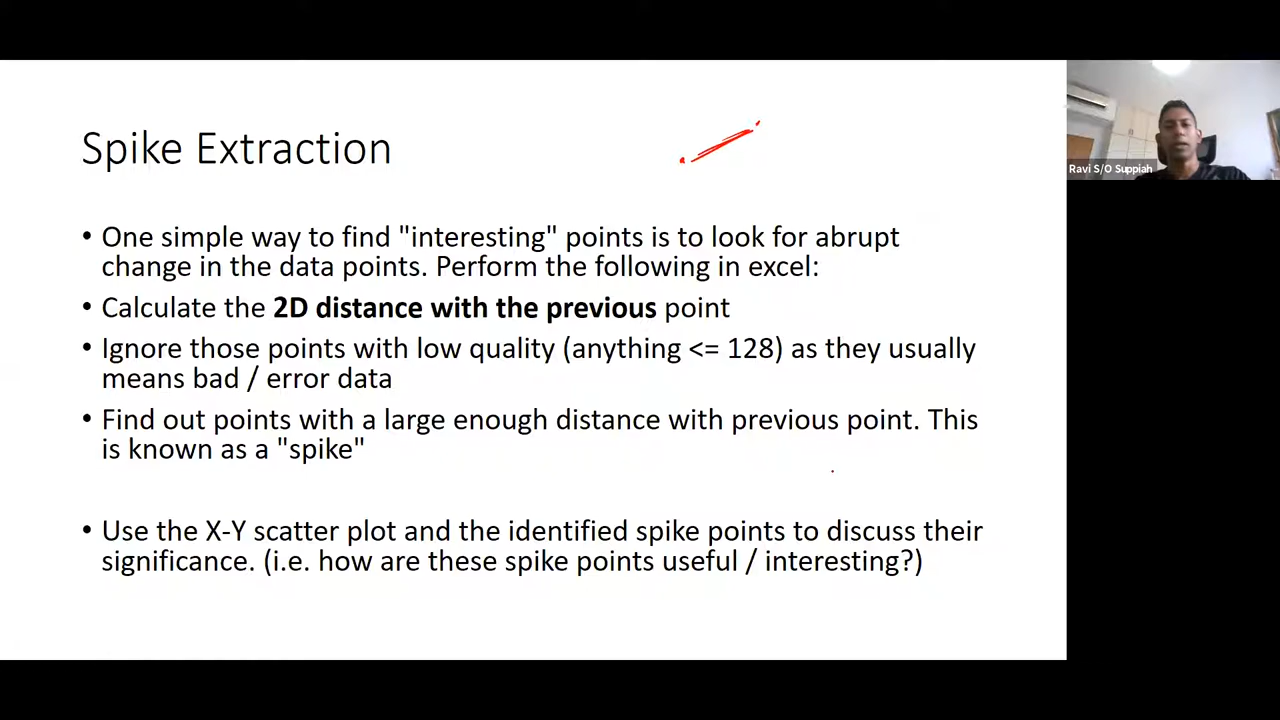 Spike Extraction
• One simple way to find "interesting" points is to look for abrupt
change in the data points. Perform the following in excel:
• Calculate the 2D distance with the previous point
• Ignore those points with low quality (anything <= 128) as they usually
means bad / error data
• Find out points with a large enough distance with previous point. This
is known as a "spike"
• Use the X-Y scatter plot and the identified spike points to discuss their
significance. (i.e. how are these spike points useful / interesting?)
Ravi S/O Suppiah